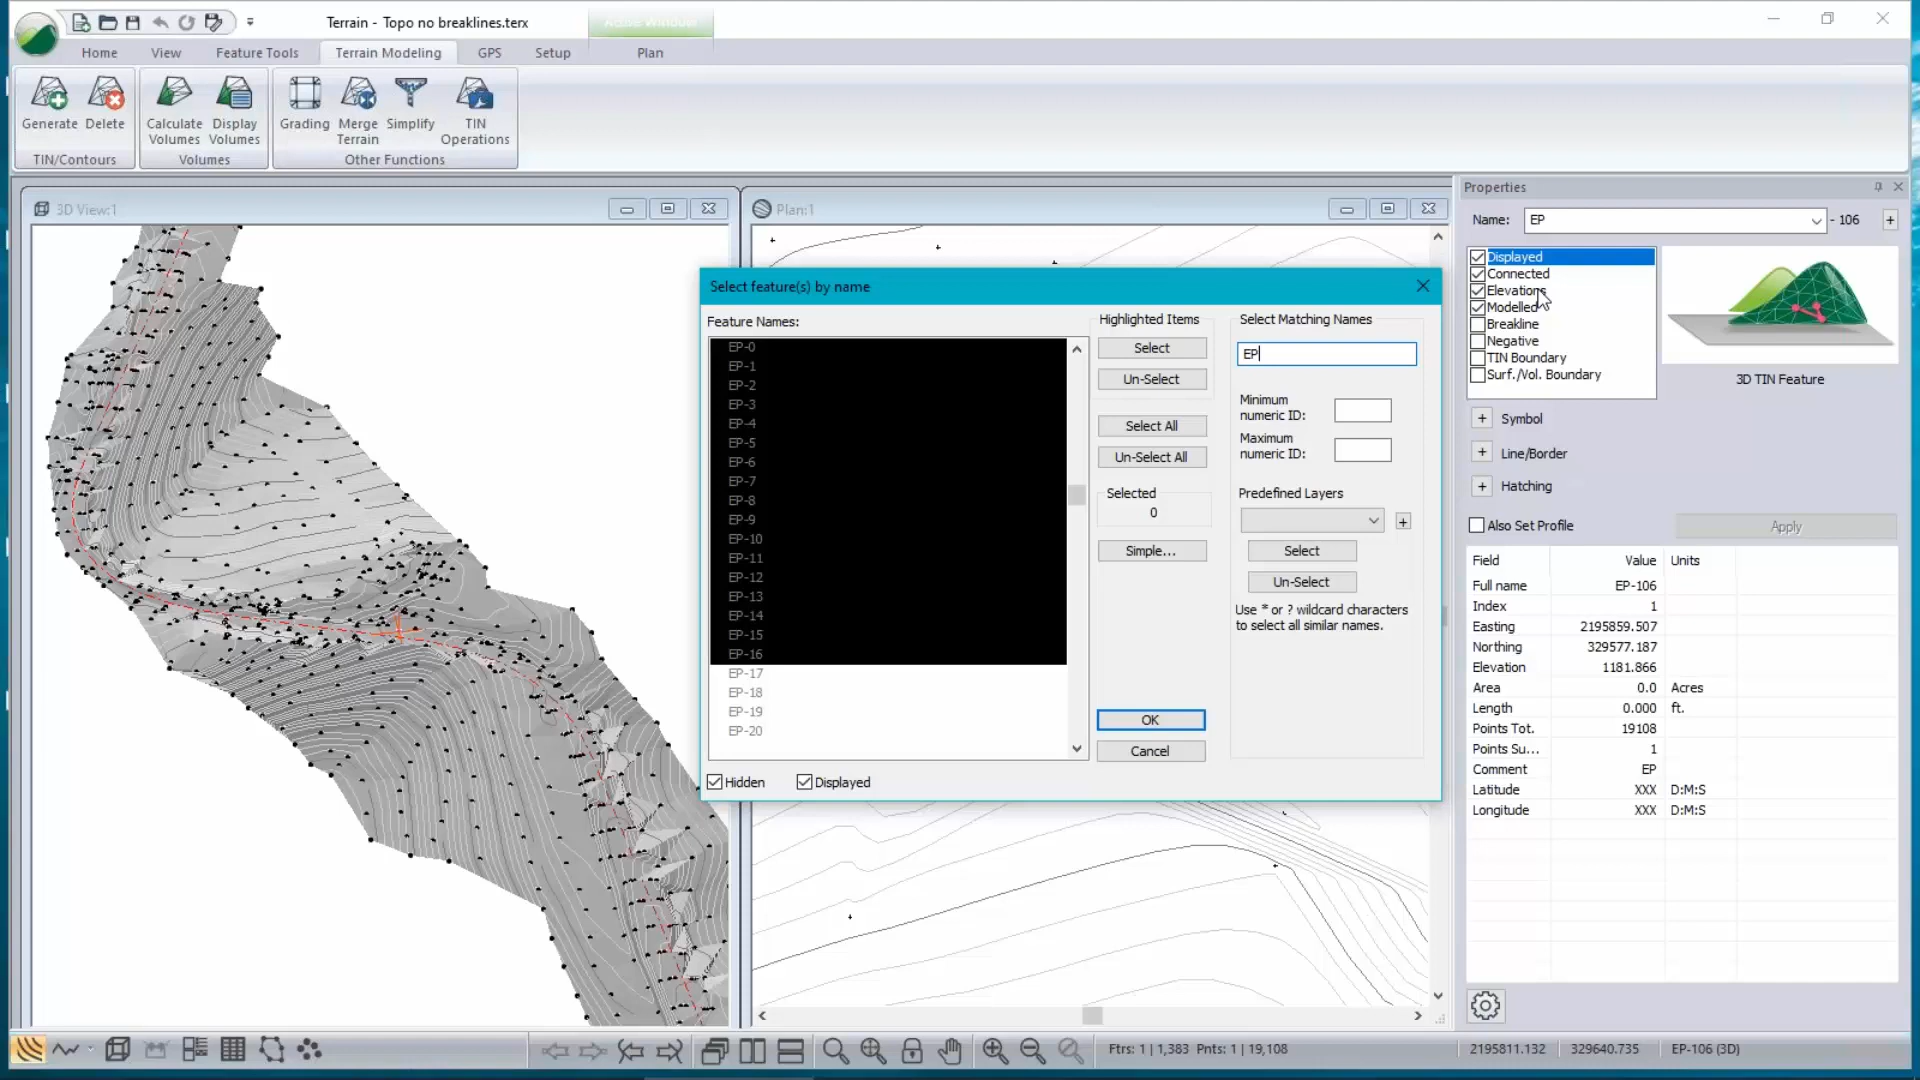 Terrain - Topo no breaklines.terx
Active Window
Home View Feature Tools Terrain Modeling GPS Setup Plan
Generate Delete Calculate Volumes Display Volumes Grading Merge Terrain Simplify TIN Operations
TIN/Contours Volumes Other Functions
3D View:1
Plan:1
Select feature(s) by name
Feature Names:
EP-0
EP-1
EP-2
EP-3
EP-4
EP-5
EP-6
EP-7
EP-8
EP-9
EP-10
EP-11
EP-12
EP-13
EP-14
EP-15
EP-16
EP-17
EP-18
EP-19
EP-20
Hidden Displayed
Highlighted Items
Select
Un-Select
Select All
Un-Select All
Selected
0
Simple...
OK
Cancel
Select Matching Names
EP
Minimum
numeric ID:
Maximum
numeric ID:
Predefined Layers
+
Select
Un-Select
Use * or ? wildcard characters
to select all similar names.
Properties
Name: EP - 106 +
Displayed
Connected
Elevations
Modelled
Breakline
Negative
TIN Boundary
Surf./Vol. Boundary
3D TIN Feature
+ Symbol
+ Line/Border
+ Hatching
Also Set Profile Apply
Field Value Units
Full name EP-106
Index 1
Easting 2195859.507
Northing 329577.187
Elevation 1181.866
Area 0.0 Acres
Length 0.000 ft.
Points Tot. 19108
Points Su... 1
Comment EP
Latitude XXX D:M:S
Longitude XXX D:M:S
Ftrs: 1 | 1,383 Pnts: 1 | 19,108
2195811.132 329640.735 EP-106 (3D)